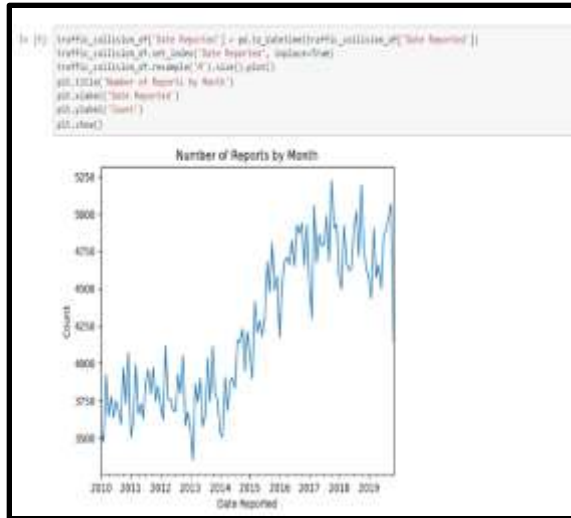 In [5]: traffic_collision_df["Date Reported"] = pd.to_datetime(traffic_collision_df["Date Reported"])
traffic_collision_df.set_index("Date Reported", inplace=True)
traffic_collision_df.resample("M").size().plot()
plt.title("Number of Reports by Month")
plt.xlabel("Date Reported")
plt.ylabel("Count")
plt.show()
Number of Reports by Month
5250
5000
4750
4500
4250
4000
3750
3500
Count
2010 2011 2012 2013 2014 2015 2016 2017 2018 2019
Date Reported